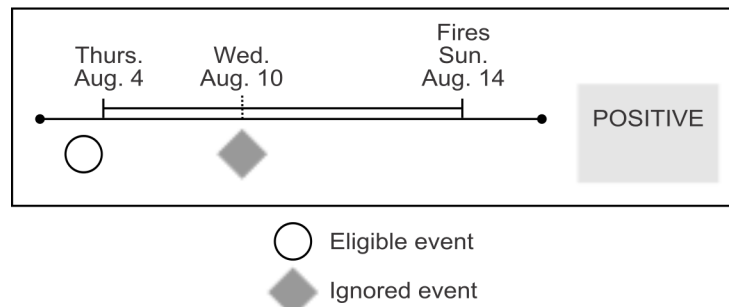 Thurs.
Aug. 4
Wed.
Aug. 10
Fires
Sun.
Aug. 14
POSITIVE
Eligible event
Ignored event